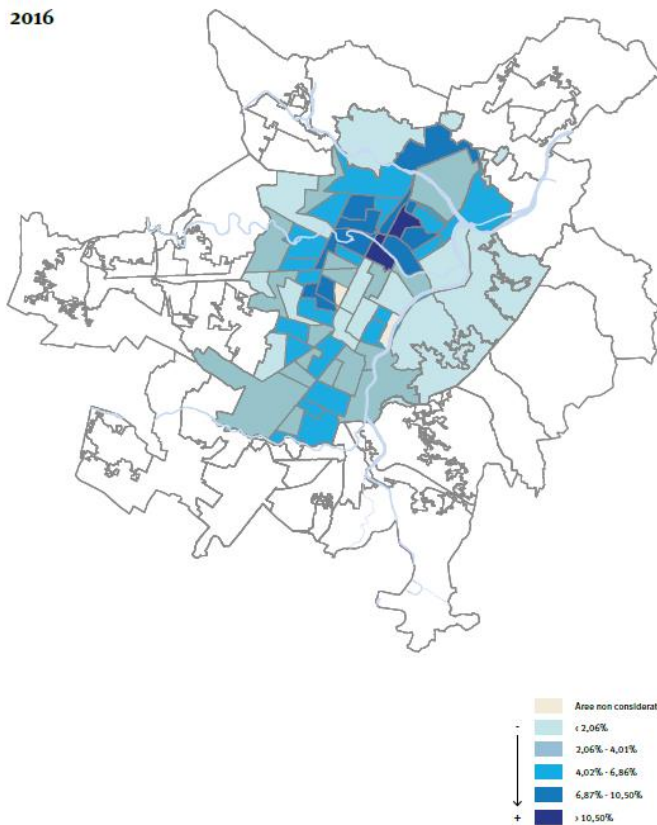 2016
Aree non considerat
-
< 2,06%
2,06% - 4,01%
4,02% - 6,86%
6,87% - 10,50%
+
> 10,50%